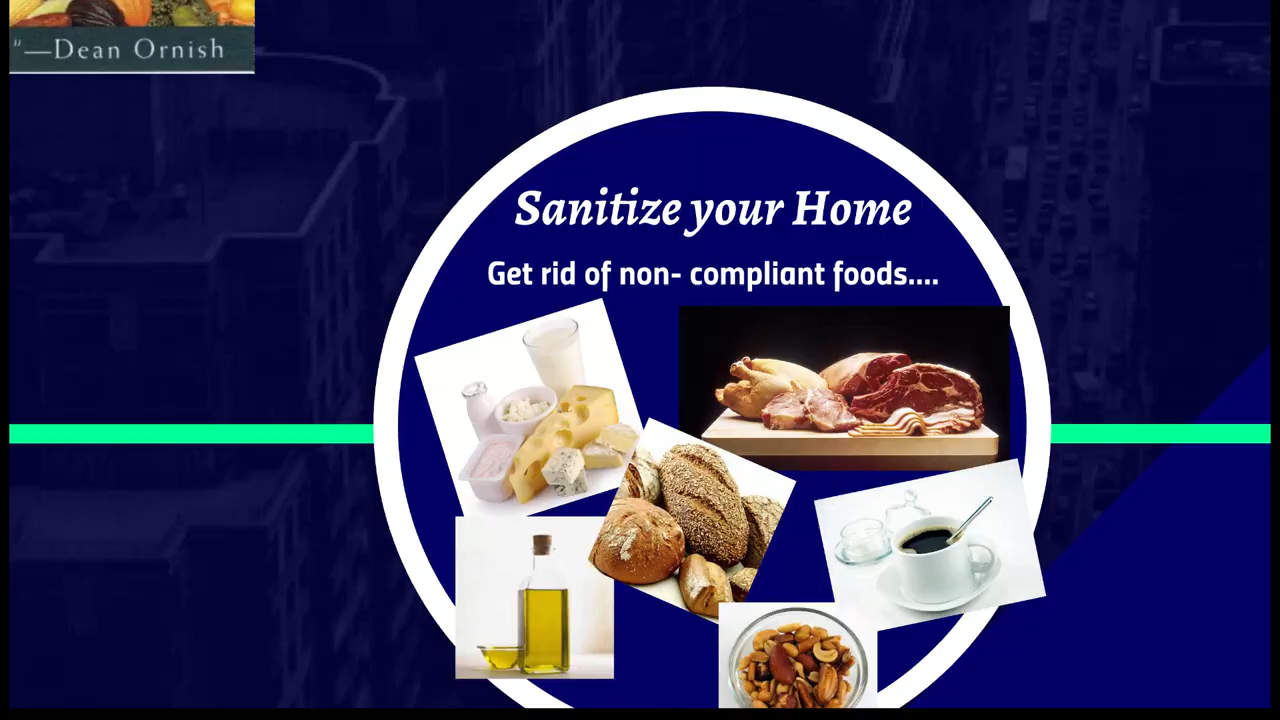 "—Dean Ornish
Sanitize your Home
Get rid of non- compliant foods....